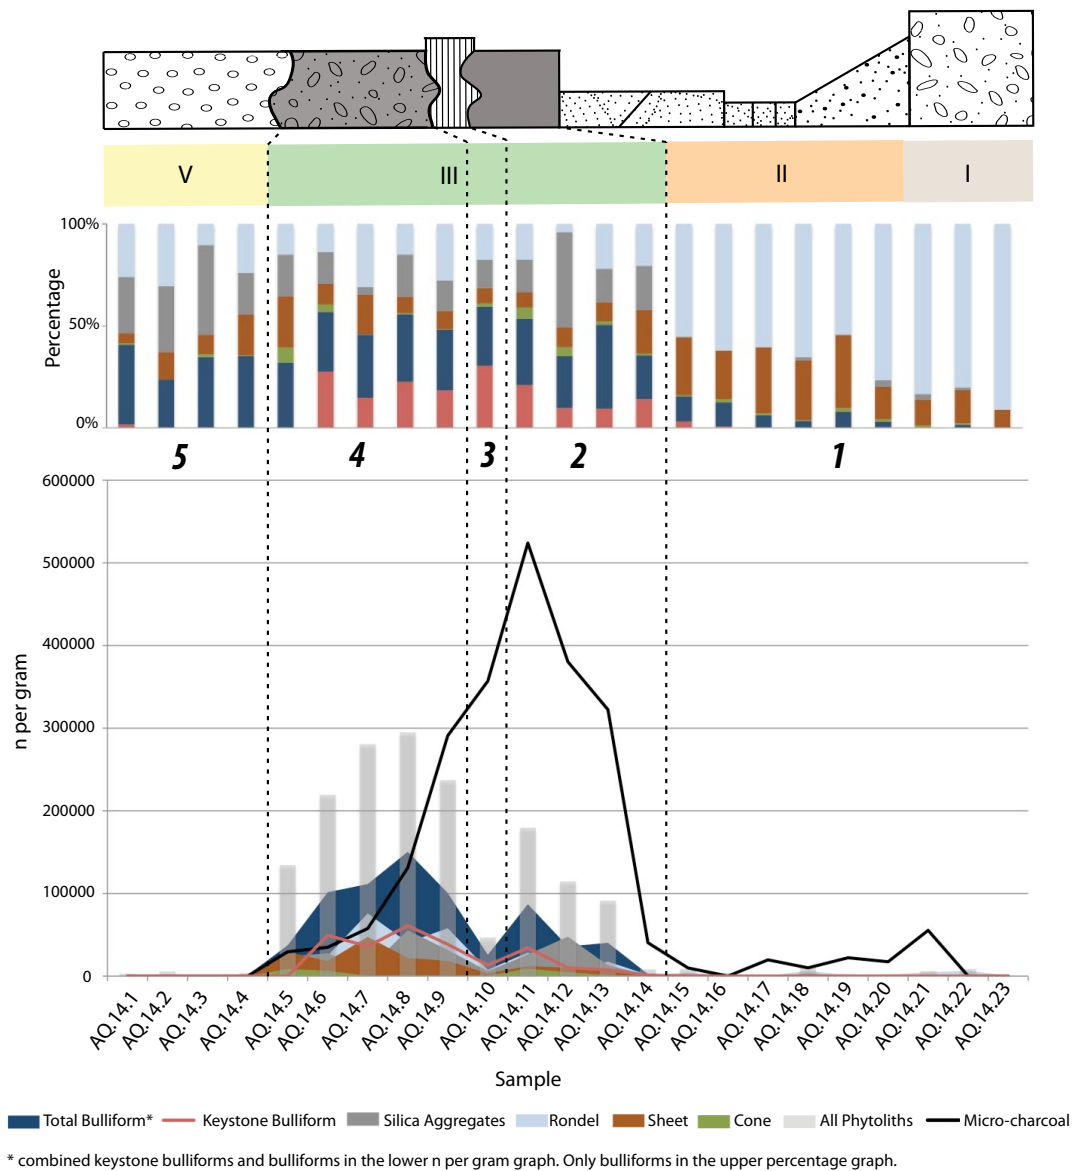 V III II I
100%
50%
0%
Percentage
5 4 3 2 1
600000
500000
400000
300000
200000
100000
0
n per gram
AQ.14.1 AQ.14.2 AQ.14.3 AQ.14.4 AQ.14.5 AQ.14.6 AQ.14.7 AQ.14.8 AQ.14.9 AQ.14.10 AQ.14.11 AQ.14.12 AQ.14.13 AQ.14.14 AQ.14.15 AQ.14.16 AQ.14.17 AQ.14.18 AQ.14.19 AQ.14.20 AQ.14.21 AQ.14.22 AQ.14.23
Sample
Total Bulliform* Keystone Bulliform Silica Aggregates Rondel Sheet Cone All Phytoliths Micro-charcoal
* combined keystone bulliforms and bulliforms in the lower n per gram graph. Only bulliforms in the upper percentage graph.